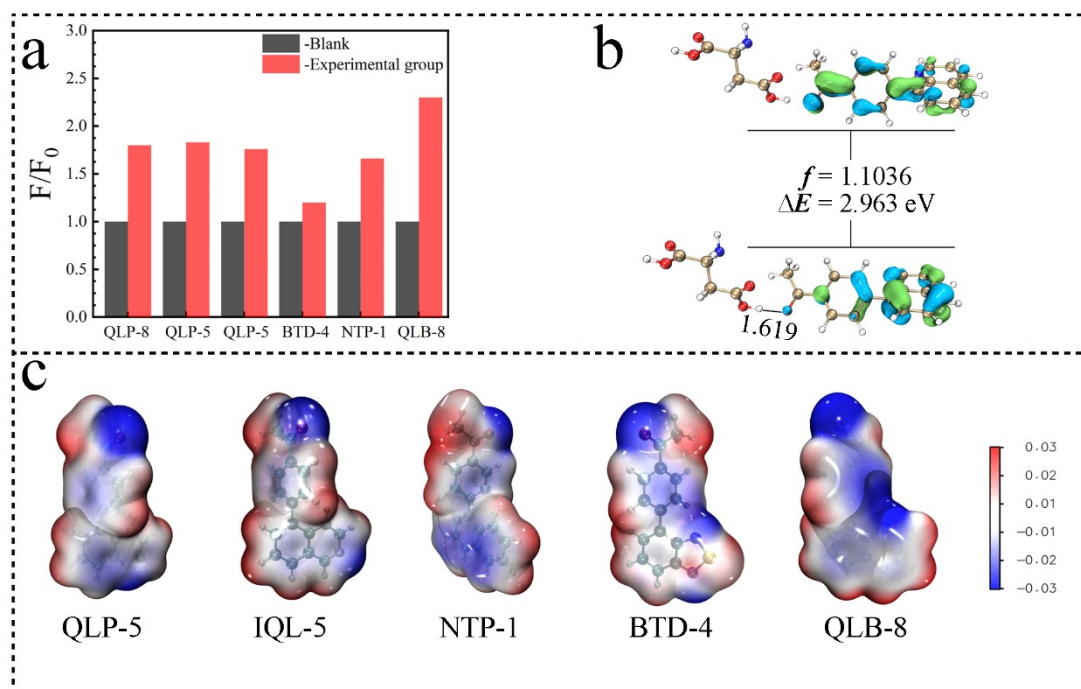 a
3.0
2.5
2.0
1.5
1.0
0.5
0.0
F/F0
-Blank
-Experimental group
QLP-8 QLP-5 QLP-5 BTD-4 NTP-1 QLB-8
b
f = 1.1036
ΔE = 2.963 eV
1.619
c
QLP-5 IQL-5 NTP-1 BTD-4 QLB-8
0.03
0.02
0.01
-0.01
-0.02
-0.03